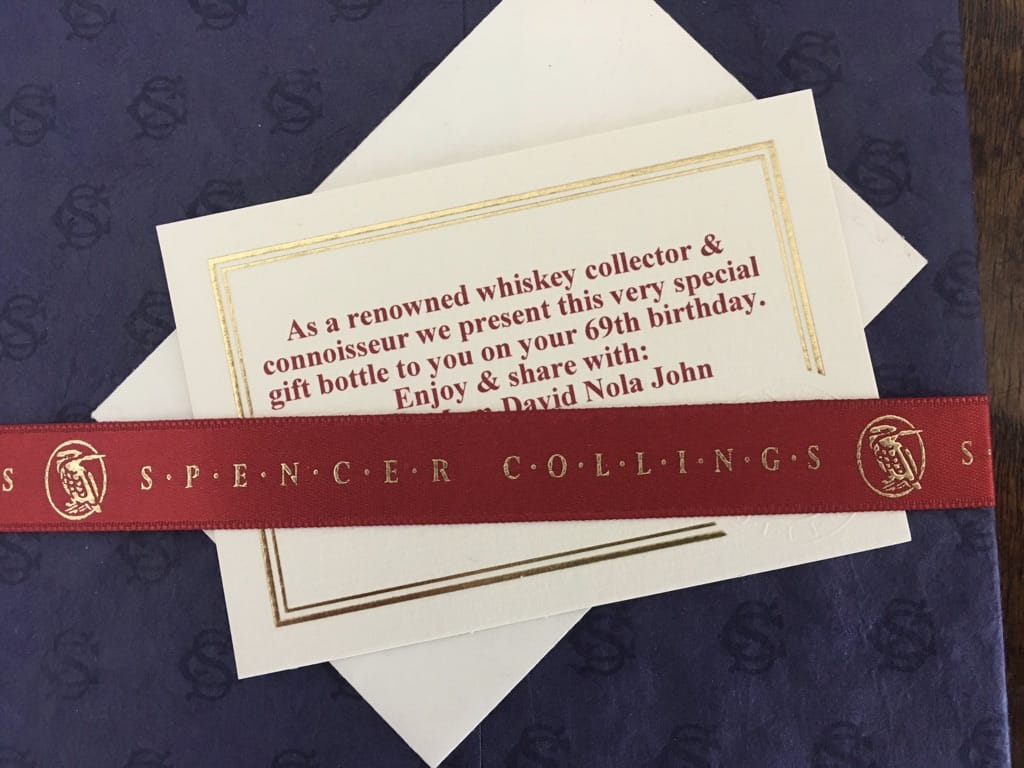 As a renowned whiskey collector &
connoisseur we present this very special
gift bottle to you on your 69th birthday.
Enjoy & share with:
David Nola John
S S·P·E·N·C·E·R C·O·L·L·I·N·G·S S·